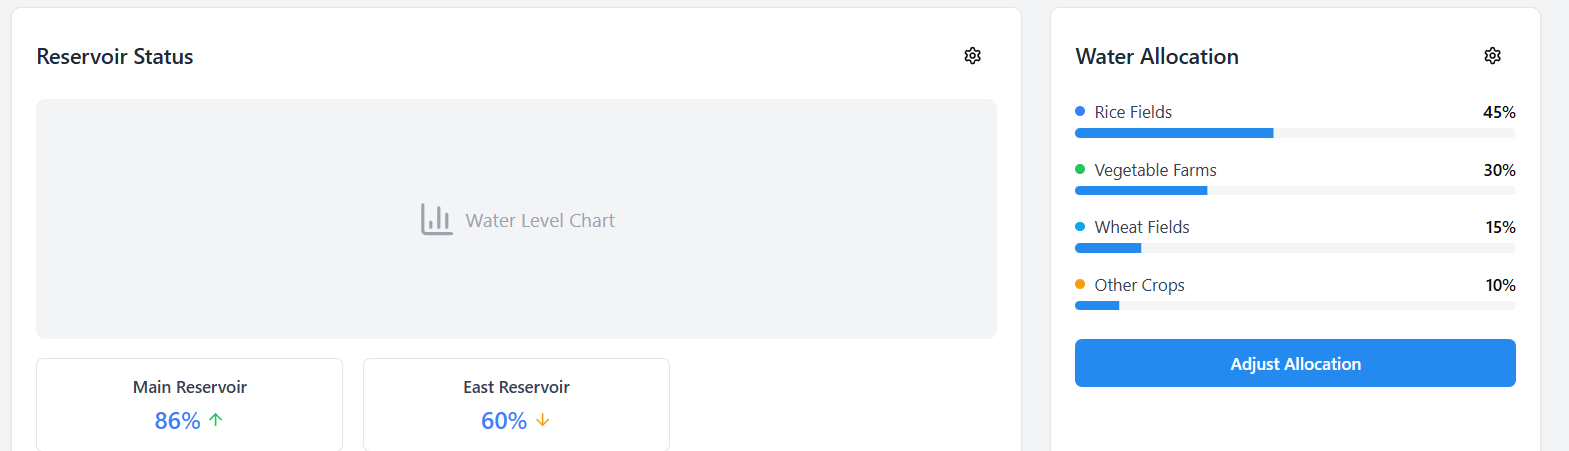 Reservoir Status
Water Level Chart
Main Reservoir
86%
East Reservoir
60%
Water Allocation
Rice Fields 45%
Vegetable Farms 30%
Wheat Fields 15%
Other Crops 10%
Adjust Allocation